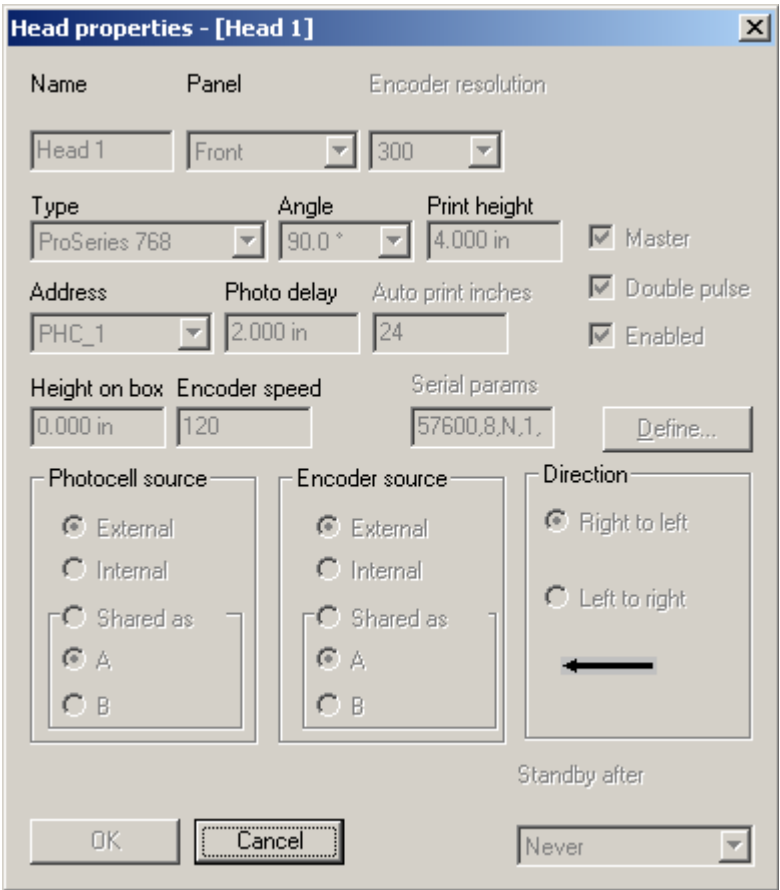 Head properties - [Head 1]
Name Panel Encoder resolution
Head 1 Front 300
Type Angle Print height
ProSeries 768 90.0 ° 4.000 in Master
Address Photo delay Auto print inches Double pulse
PHC_1 2.000 in 24 Enabled
Height on box Encoder speed Serial params
0.000 in 120 57600,8,N,1, Define...
Photocell source Encoder source Direction
External External Right to left
Internal Internal
Shared as Shared as Left to right
A A
B B
Standby after
OK Cancel Never